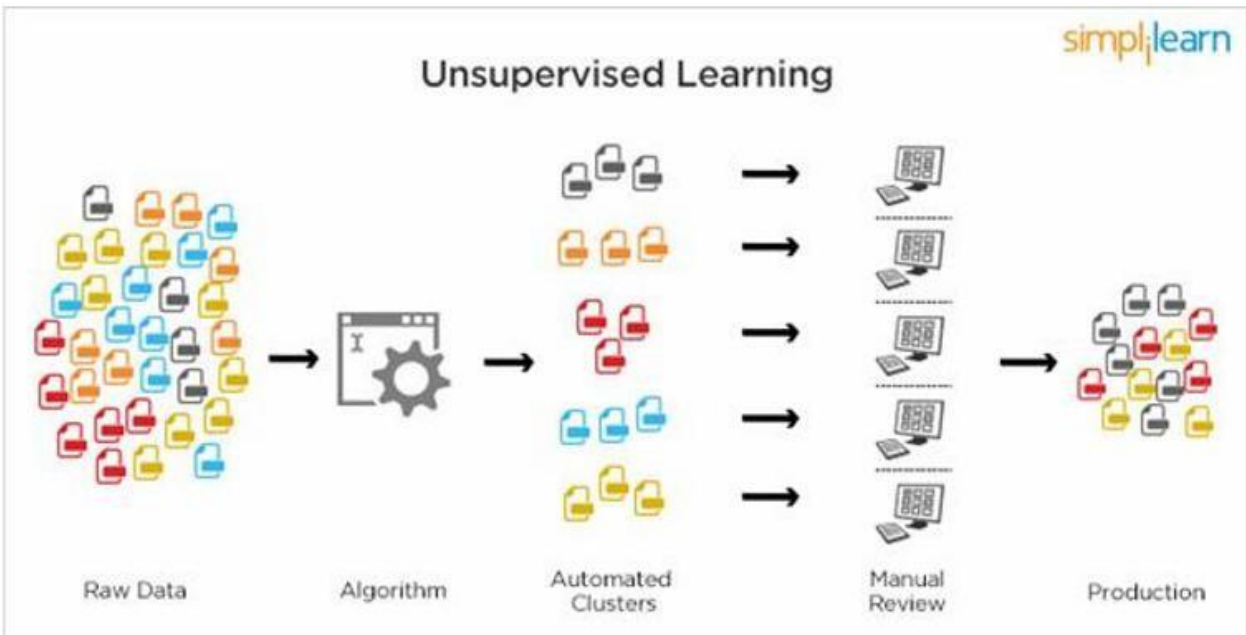 simplilearn
Unsupervised Learning
Raw Data
Algorithm
Automated
Clusters
Manual
Review
Production